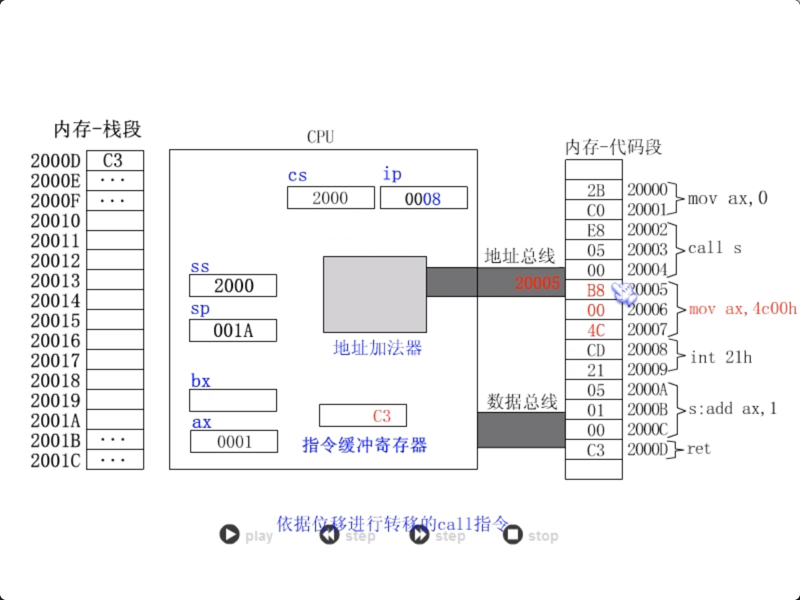 内存-栈段
2000D C3
2000E ...
2000F ...
20010
20011
20012
20013
20014
20015
20016
20017
20018
20019
2001A
2001B ...
2001C ...
CPU
cs
2000
ip
0008
ss
2000
sp
001A
bx
ax
0001
地址加法器
C3
指令缓冲寄存器
地址总线
20005
数据总线
内存-代码段
2B 20000
C0 20001
mov ax,0
E8 20002
05 20003
00 20004
call s
B8 20005
00 20006
4C 20007
mov ax,4c00h
CD 20008
21 20009
int 21h
05 2000A
01 2000B
00 2000C
s:add ax,1
C3 2000D
ret
依据位移进行转移的call指令
play step step stop